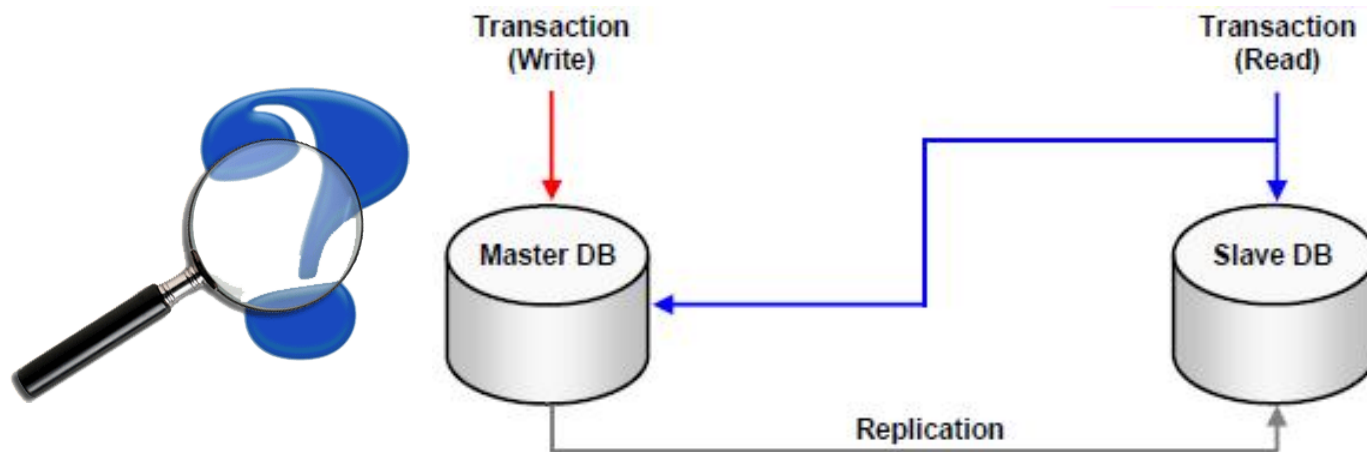 Transaction
(Write)
Transaction
(Read)
Master DB
Slave DB
Replication